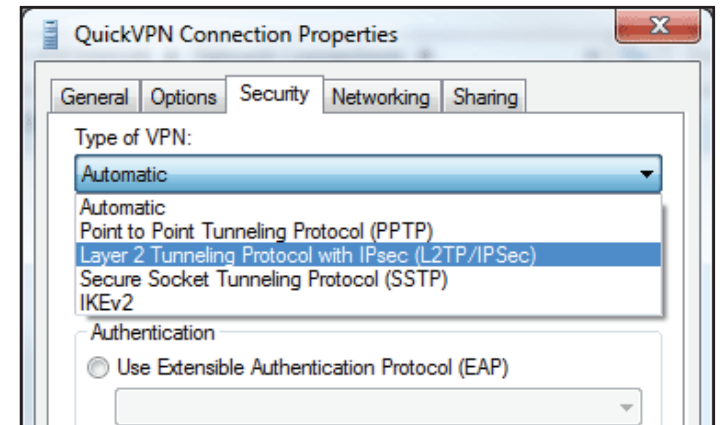 QuickVPN Connection Properties
General Options Security Networking Sharing
Type of VPN:
Automatic
Automatic
Point to Point Tunneling Protocol (PPTP)
Layer 2 Tunneling Protocol with IPsec (L2TP/IPSec)
Secure Socket Tunneling Protocol (SSTP)
IKEv2
Authentication
Use Extensible Authentication Protocol (EAP)